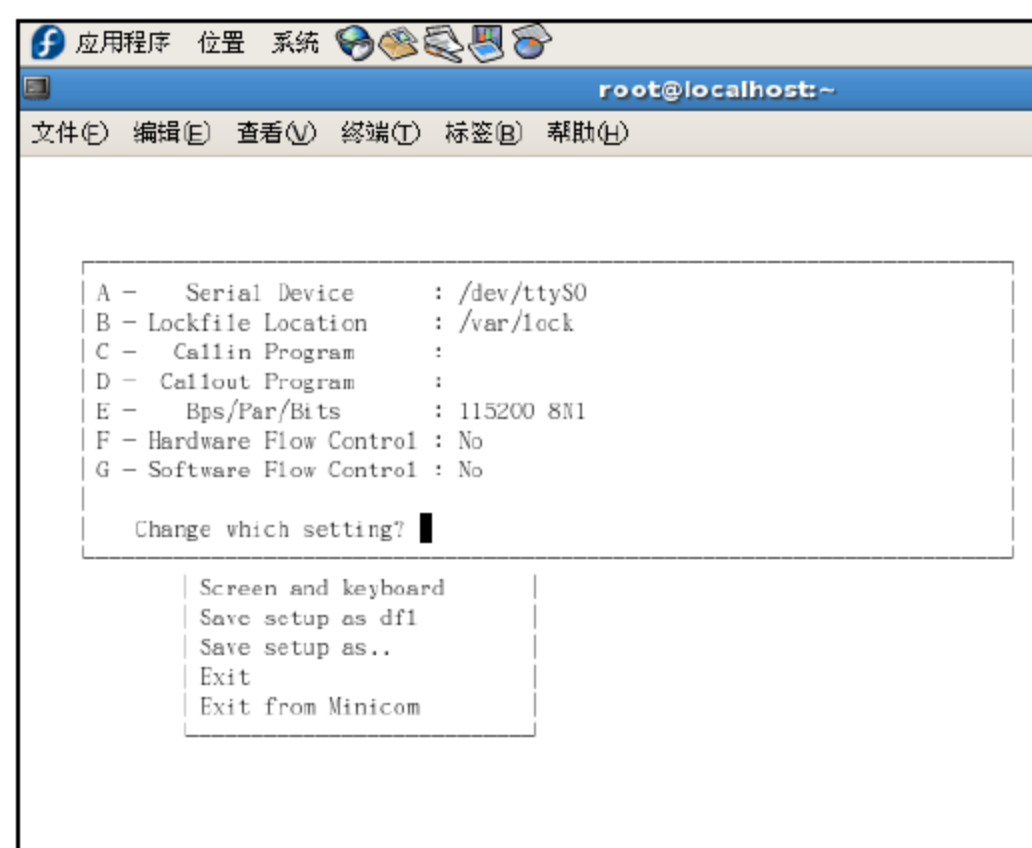 应用程序 位置 系统
root@localhost:~
文件(F) 编辑(E) 查看(V) 终端(T) 标签(B) 帮助(H)
A - Serial Device : /dev/ttyS0
B - Lockfile Location : /var/lock
C - Callin Program :
D - Callout Program :
E - Bps/Par/Bits : 115200 8N1
F - Hardware Flow Control : No
G - Software Flow Control : No
Change which setting?
Screen and keyboard
Save setup as dfl
Save setup as..
Exit
Exit from Minicom